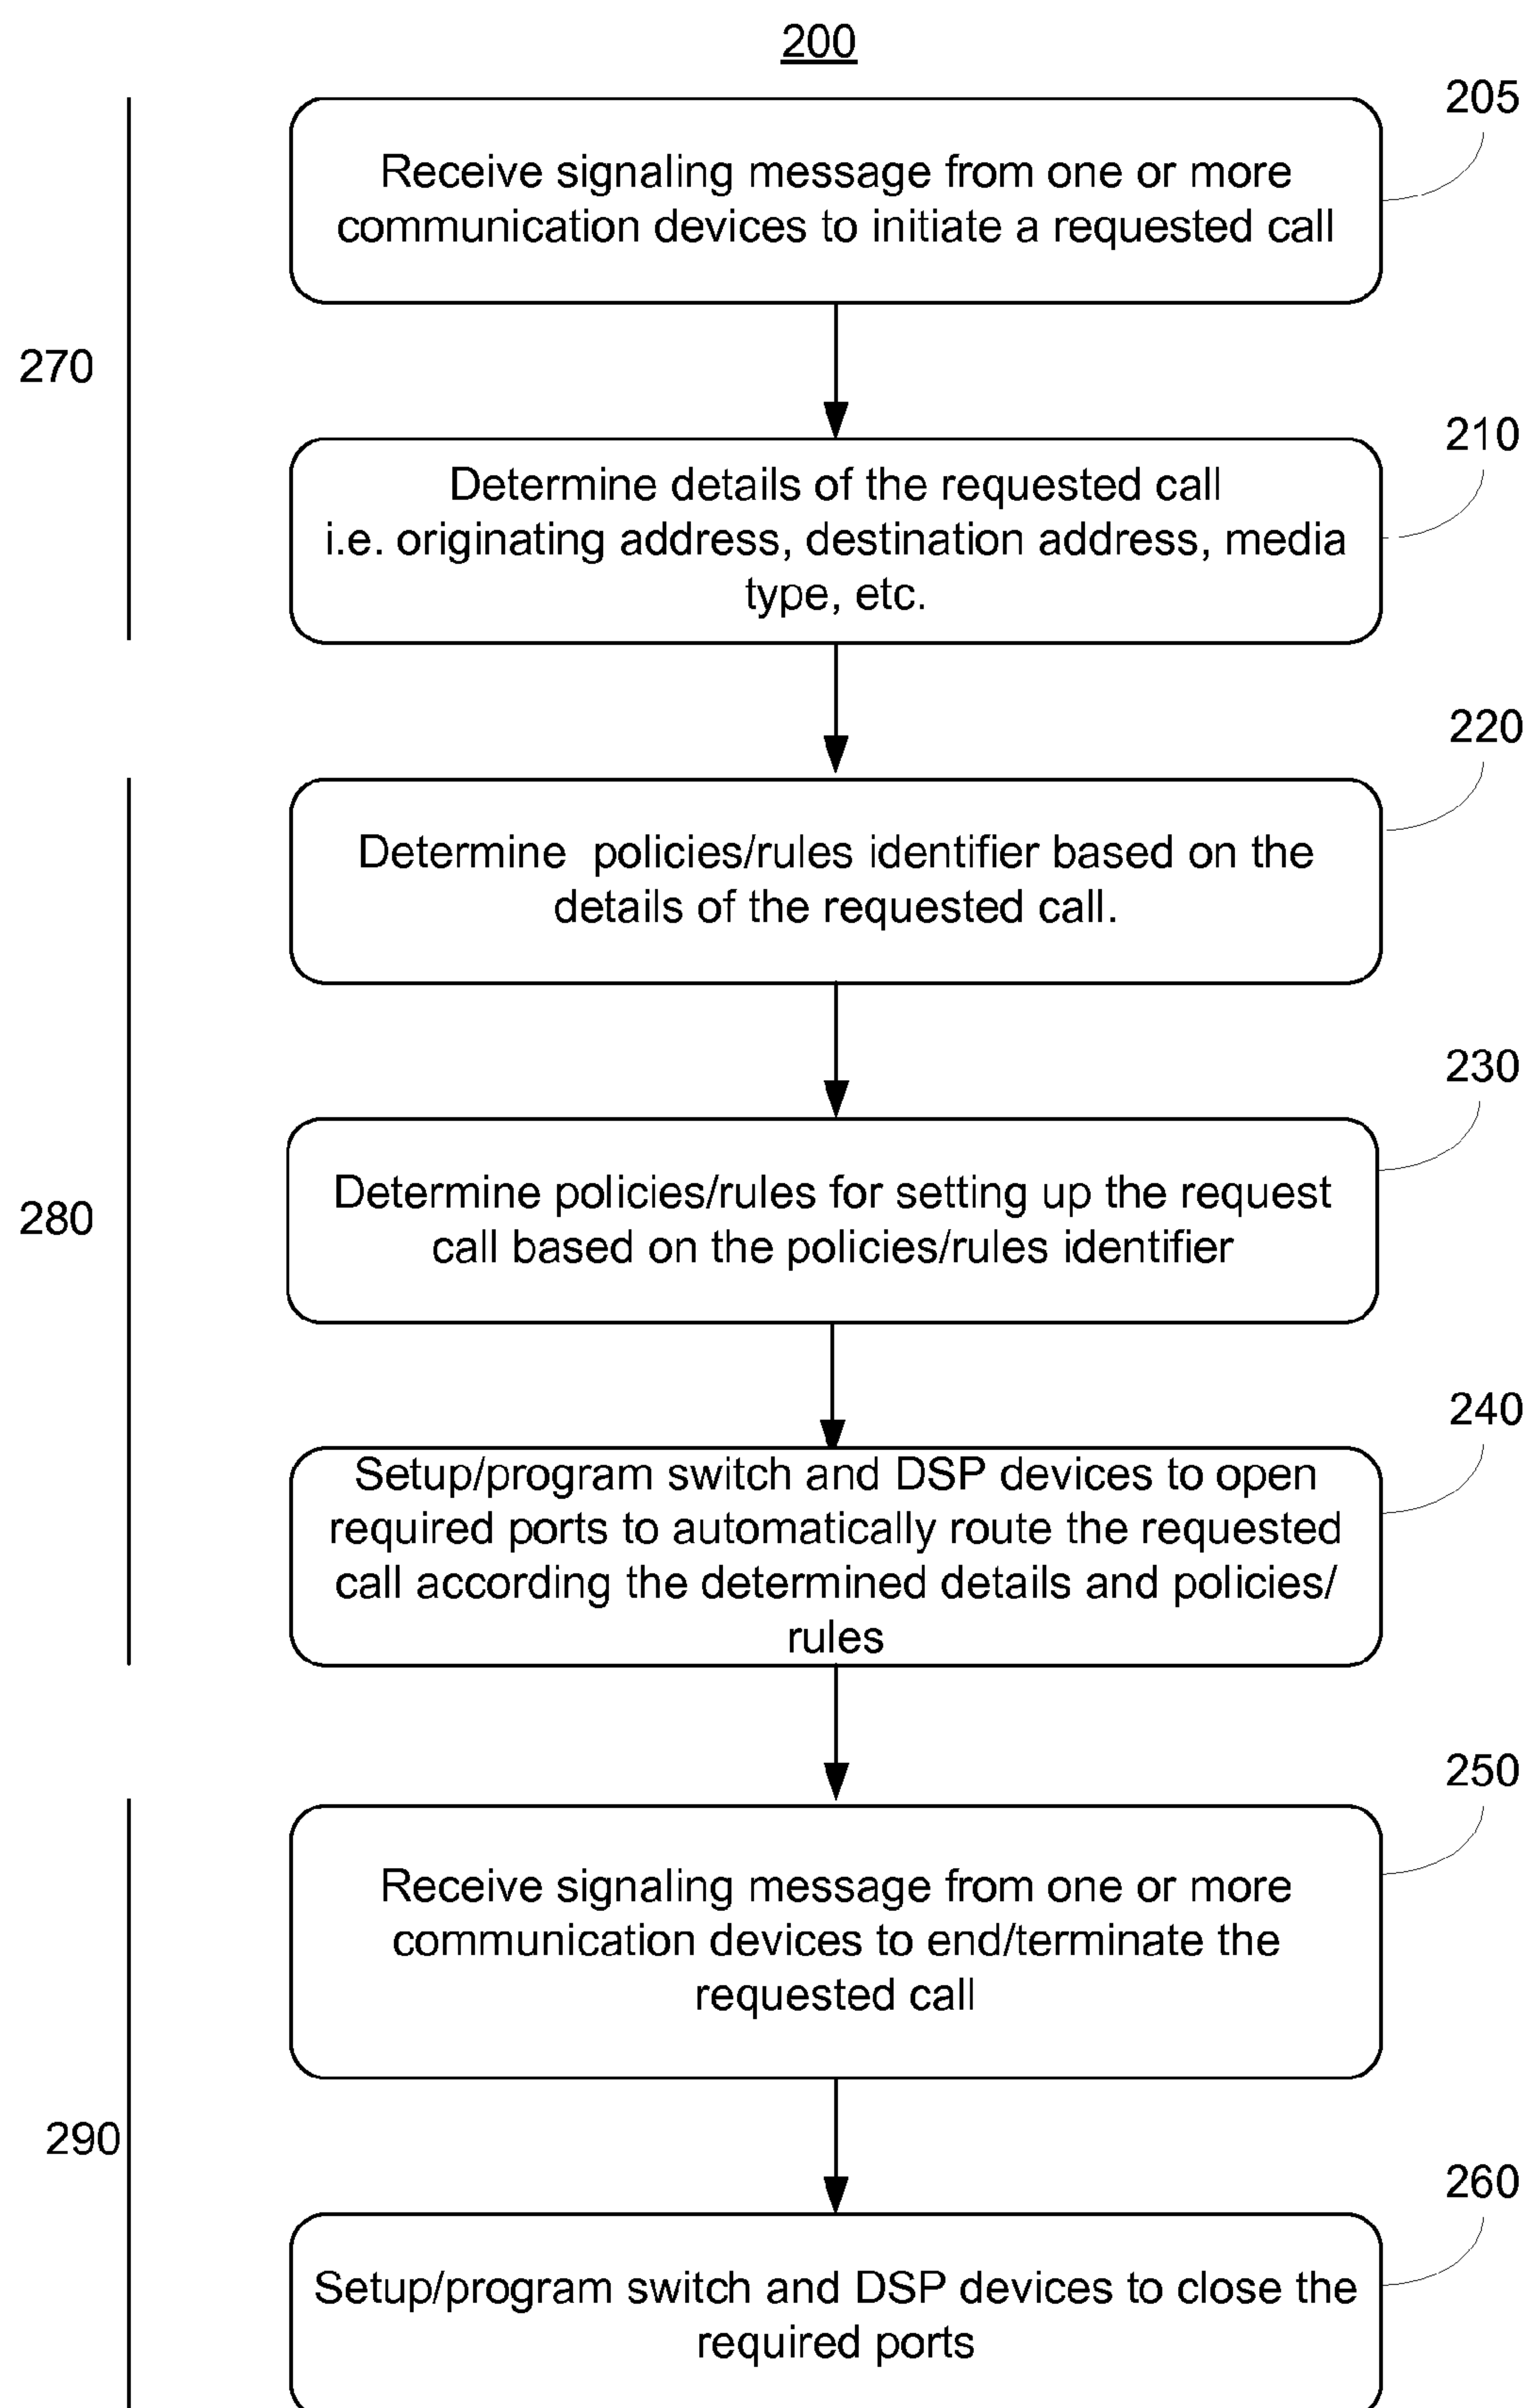 200
205
Receive signaling message from one or more
communication devices to initiate a requested call
270
210
Determine details of the requested call
i.e. originating address, destination address, media
type, etc.
220
Determine policies/rules identifier based on the
details of the requested call.
230
Determine policies/rules for setting up the request
call based on the policies/rules identifier
280
240
Setup/program switch and DSP devices to open
required ports to automatically route the requested
call according the determined details and policies/
rules
250
Receive signaling message from one or more
communication devices to end/terminate the
requested call
290
260
Setup/program switch and DSP devices to close the
required ports